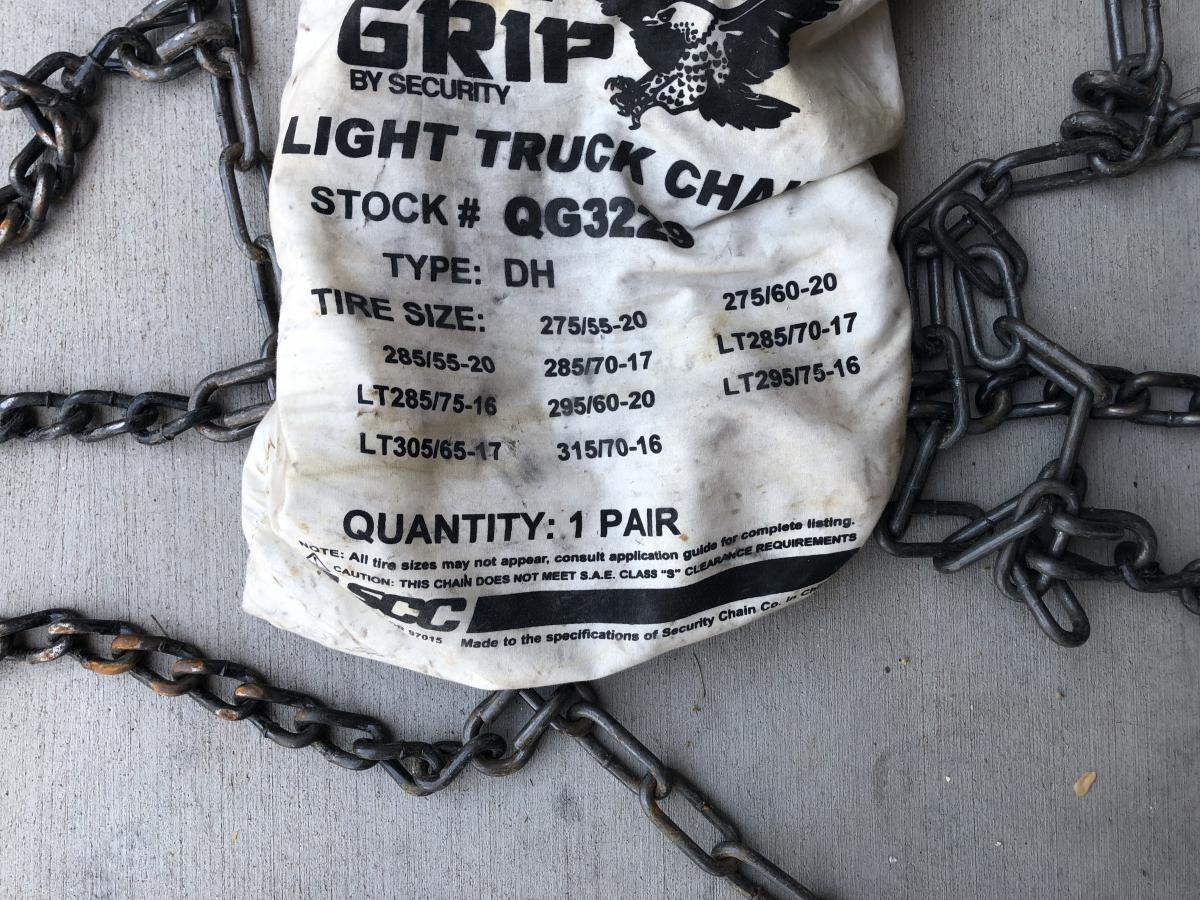 GRIP
BY SECURITY
LIGHT TRUCK
STOCK # QG3229
TYPE: DH
TIRE SIZE: 275/55-20 275/60-20
285/55-20 285/70-17 LT285/70-17
LT285/75-16 295/60-20 LT295/75-16
LT305/65-17 315/70-16
QUANTITY: 1 PAIR
NOTE: All tire sizes may not appear, consult application guide for complete listing.
CAUTION: THIS CHAIN DOES NOT MEET S.A.E. CLASS "S" CLEARANCE REQUIREMENTS
SCC
97015 Made to the specifications of Security Chain Co. in